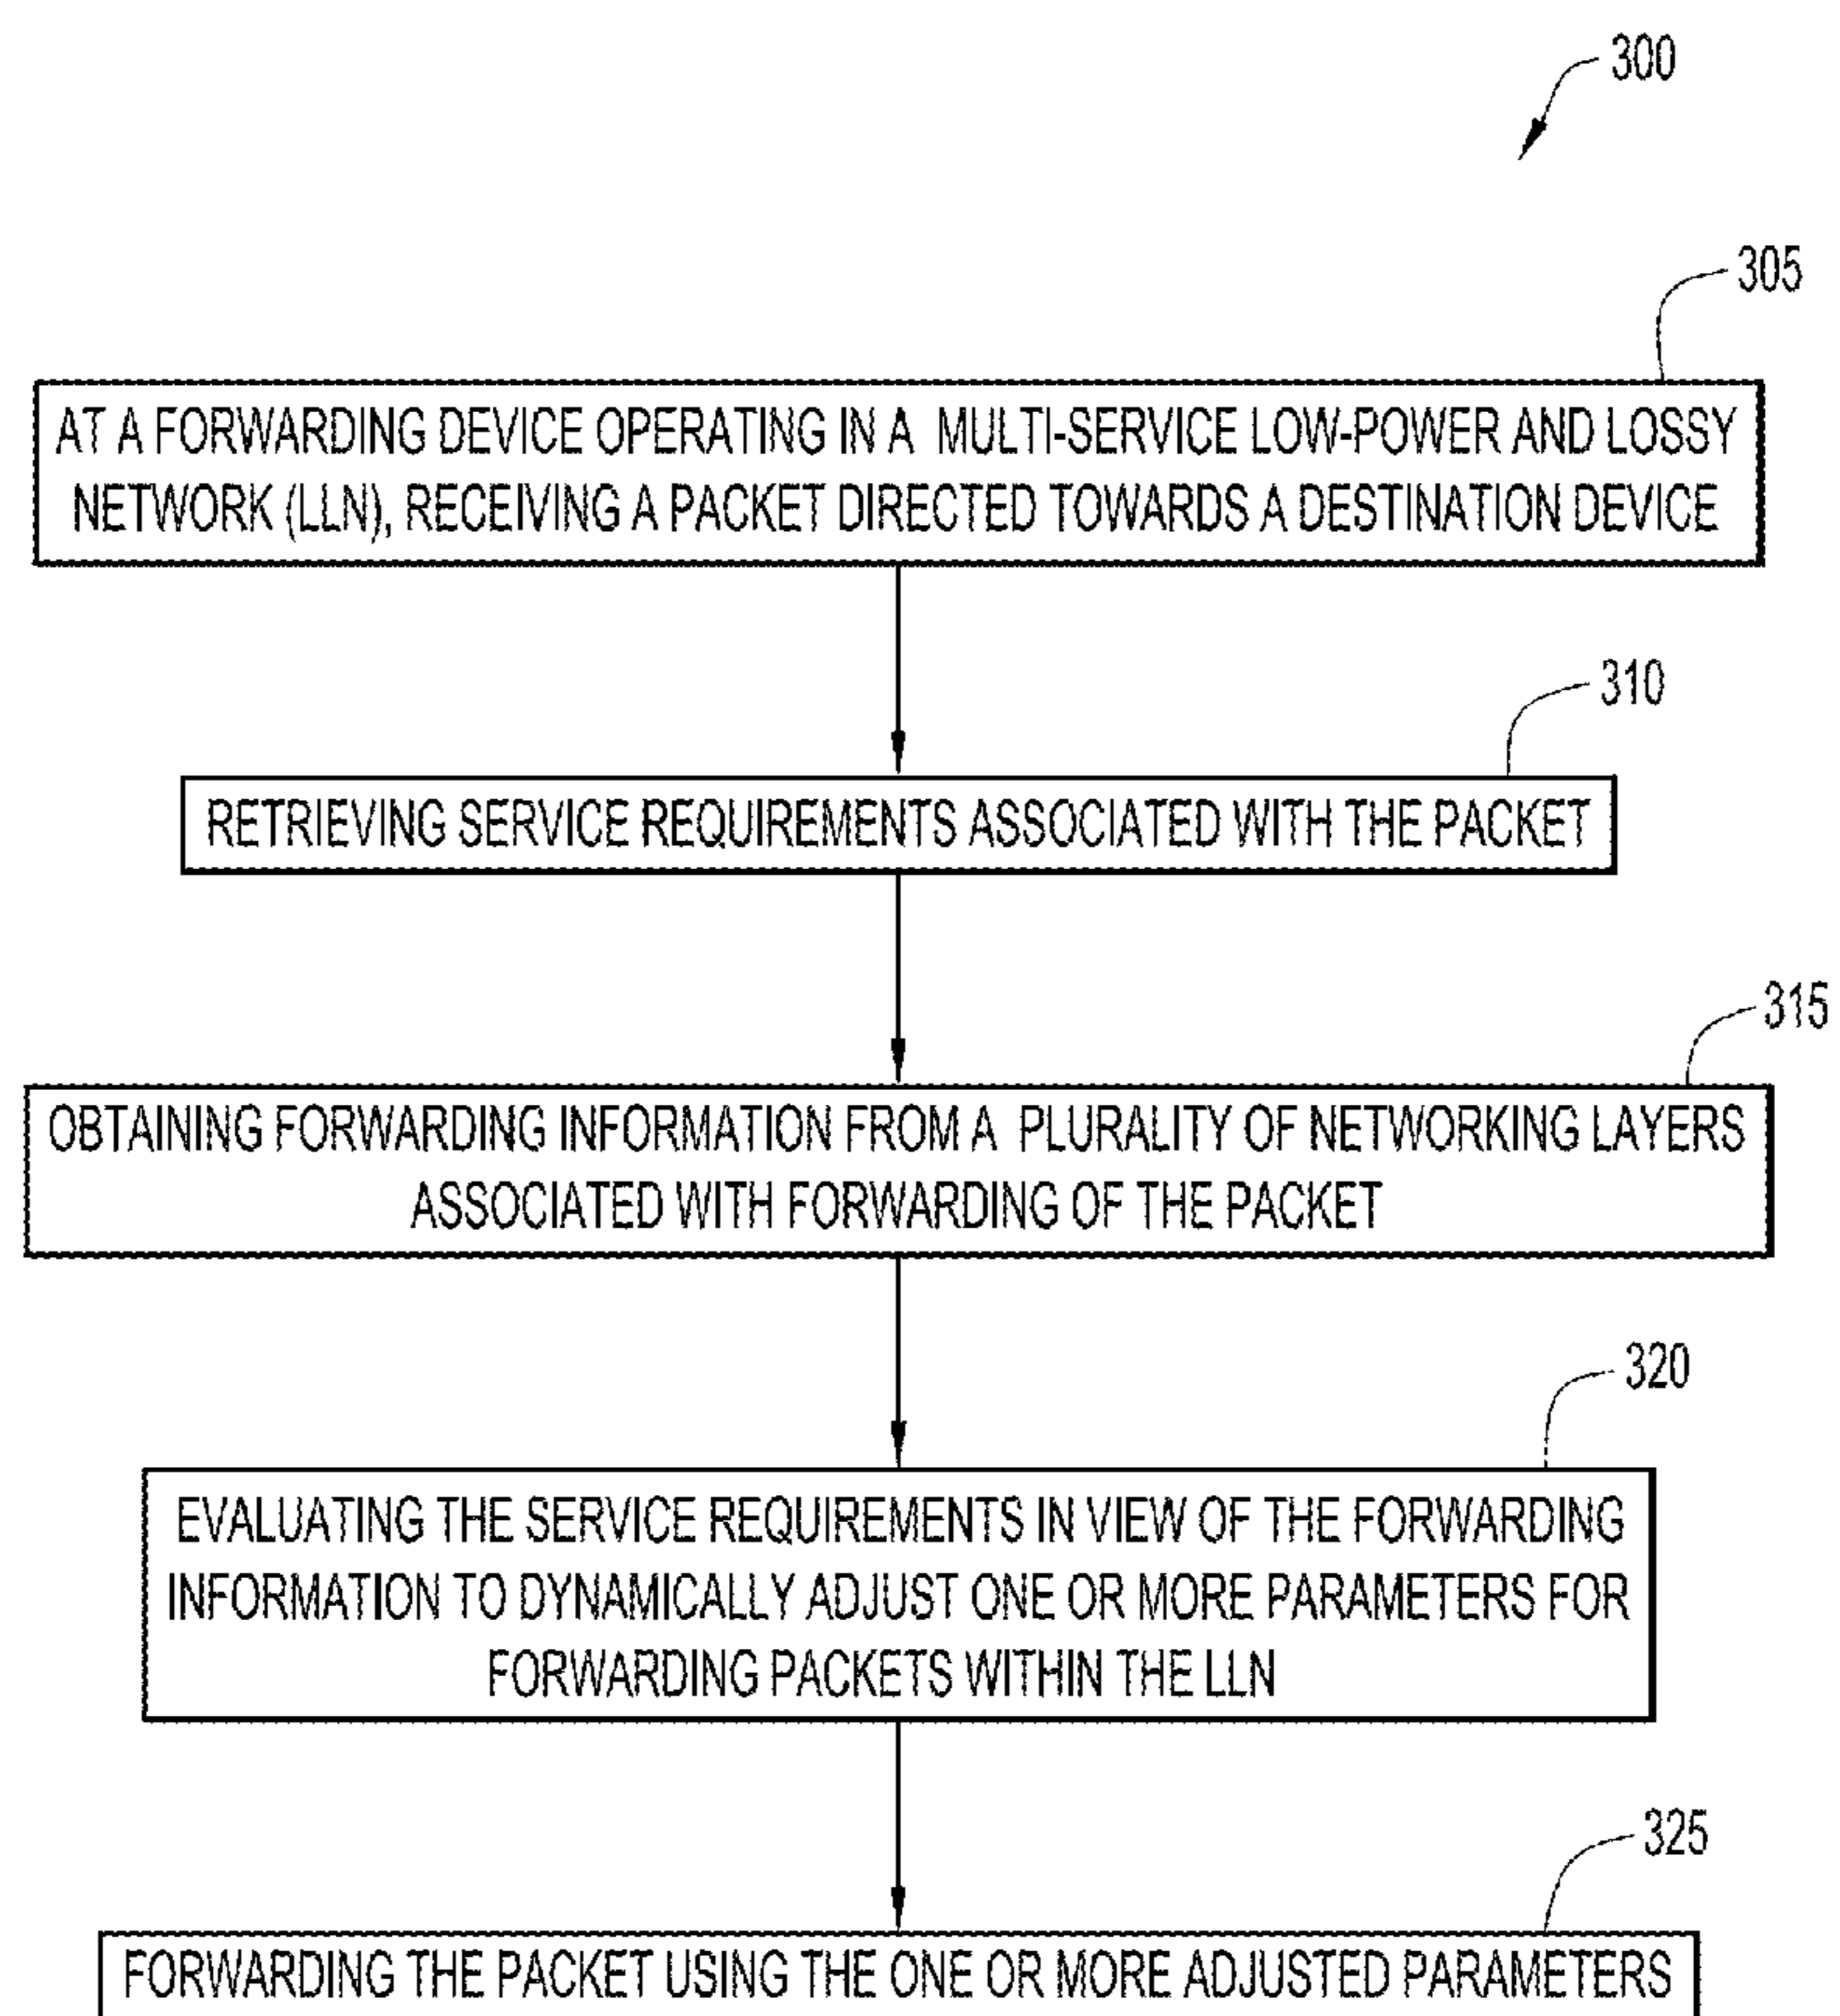 300
305
AT A FORWARDING DEVICE OPERATING IN A MULTI-SERVICE LOW-POWER AND LOSSY
NETWORK (LLN), RECEIVING A PACKET DIRECTED TOWARDS A DESTINATION DEVICE
310
RETRIEVING SERVICE REQUIREMENTS ASSOCIATED WITH THE PACKET
315
OBTAINING FORWARDING INFORMATION FROM A PLURALITY OF NETWORKING LAYERS
ASSOCIATED WITH FORWARDING OF THE PACKET
320
EVALUATING THE SERVICE REQUIREMENTS IN VIEW OF THE FORWARDING
INFORMATION TO DYNAMICALLY ADJUST ONE OR MORE PARAMETERS FOR
FORWARDING PACKETS WITHIN THE LLN
325
FORWARDING THE PACKET USING THE ONE OR MORE ADJUSTED PARAMETERS